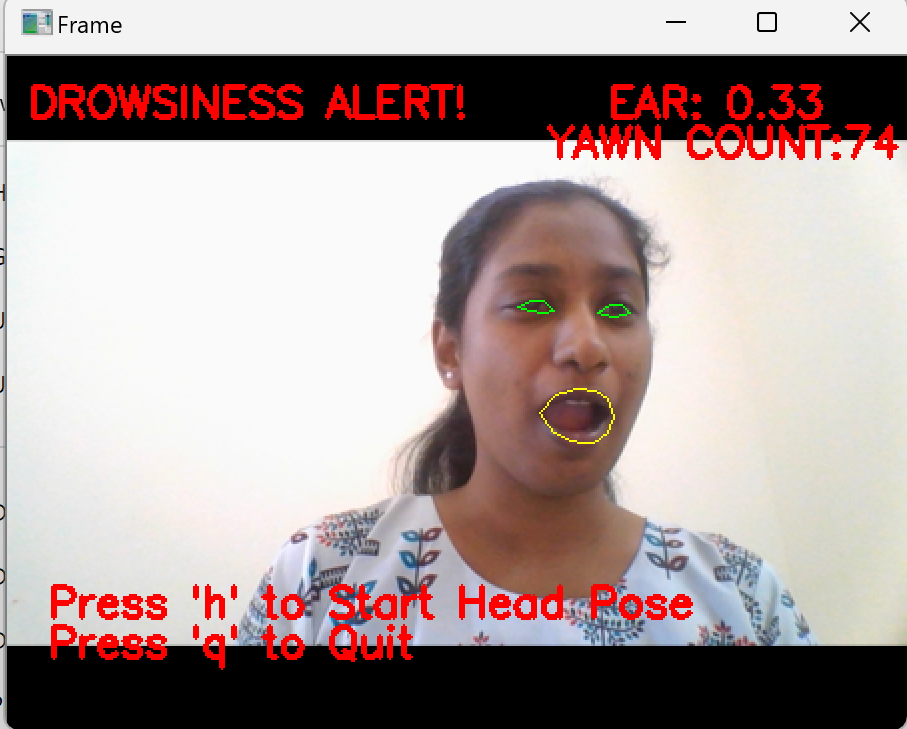 Frame
DROWSINESS ALERT! EAR: 0.33
YAWN COUNT:74
Press 'h' to Start Head Pose
Press 'q' to Quit